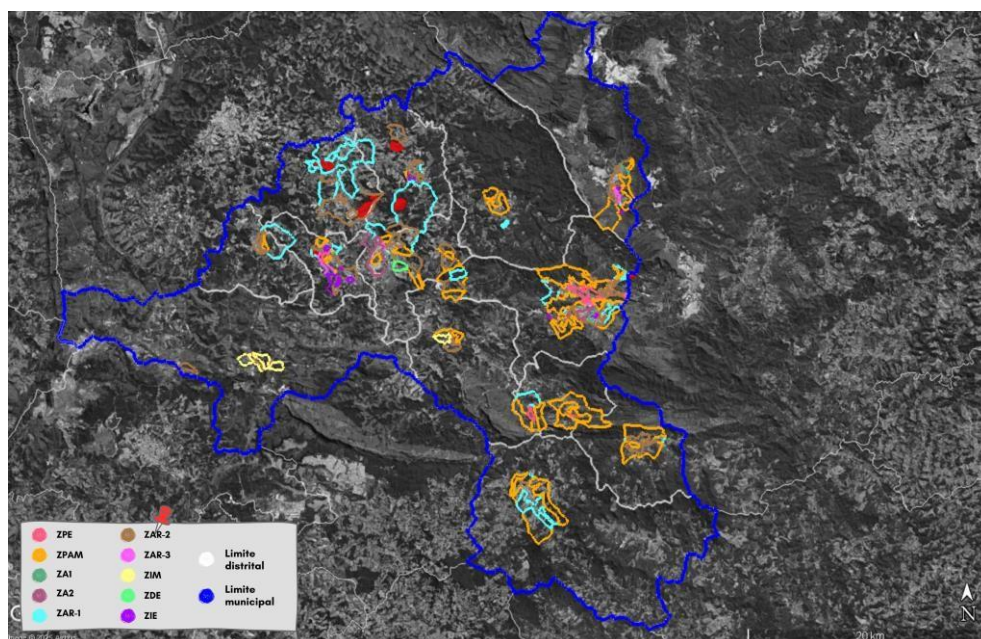 ZPE
ZPAM
ZA1
ZA2
ZAR-1
ZAR-2
ZAR-3
ZIM
ZDE
ZIE
Limite
distrital
Limite
municipal
N
20 km